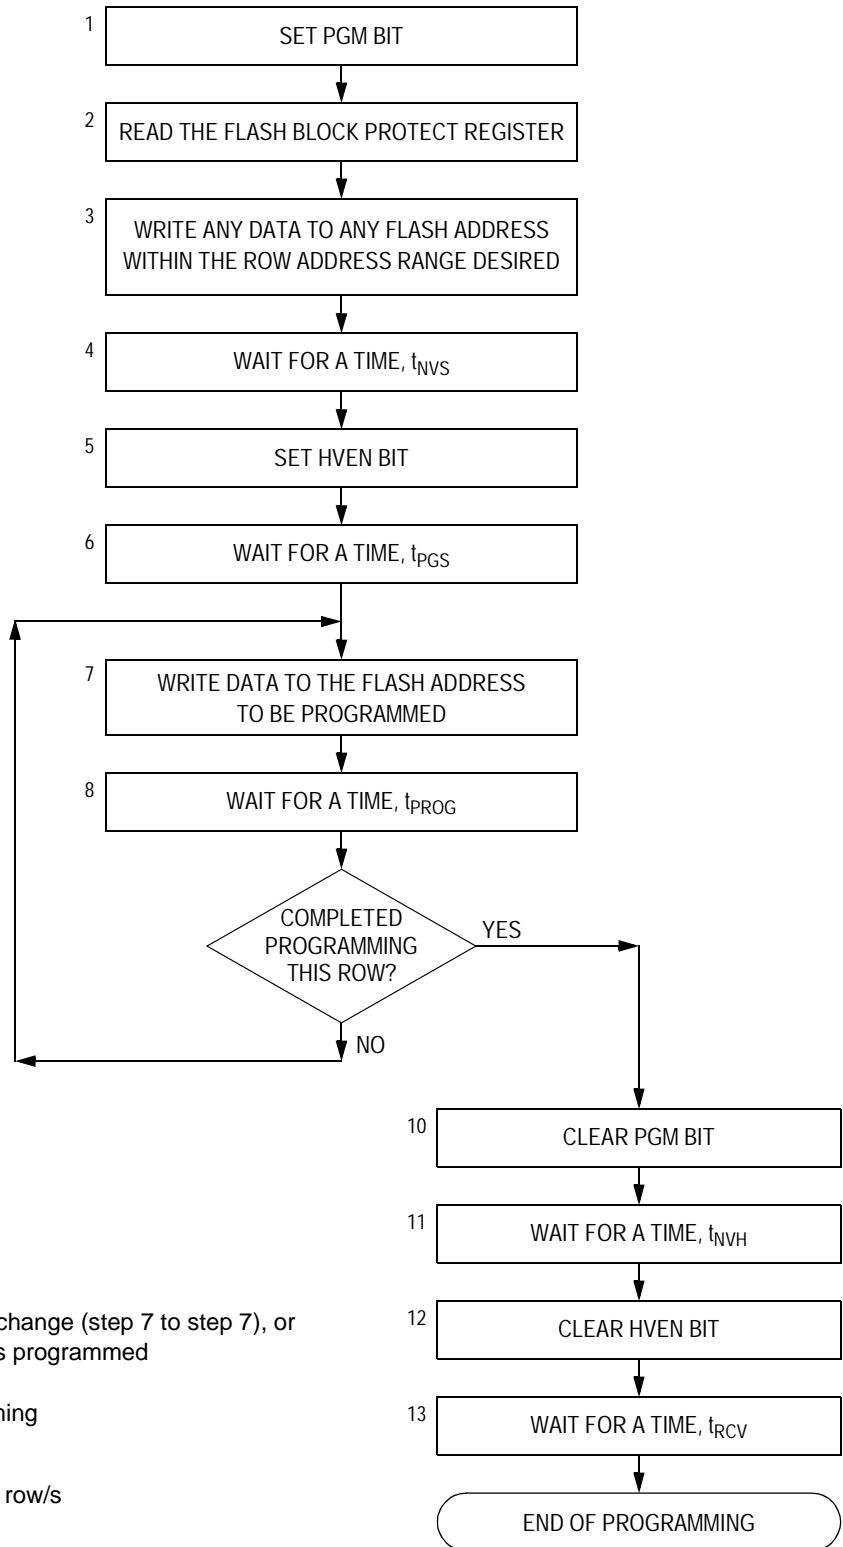 1
SET PGM BIT
2
READ THE FLASH BLOCK PROTECT REGISTER
3
WRITE ANY DATA TO ANY FLASH ADDRESS
WITHIN THE ROW ADDRESS RANGE DESIRED
4
WAIT FOR A TIME, tNVS
5
SET HVEN BIT
6
WAIT FOR A TIME, tPGS
7
WRITE DATA TO THE FLASH ADDRESS
TO BE PROGRAMMED
8
WAIT FOR A TIME, tPROG
COMPLETED
PROGRAMMING
THIS ROW?
YES
NO
10
CLEAR PGM BIT
11
WAIT FOR A TIME, tNVH
12
CLEAR HVEN BIT
13
WAIT FOR A TIME, tRCV
END OF PROGRAMMING
change (step 7 to step 7), or
s programmed
ning
row/s